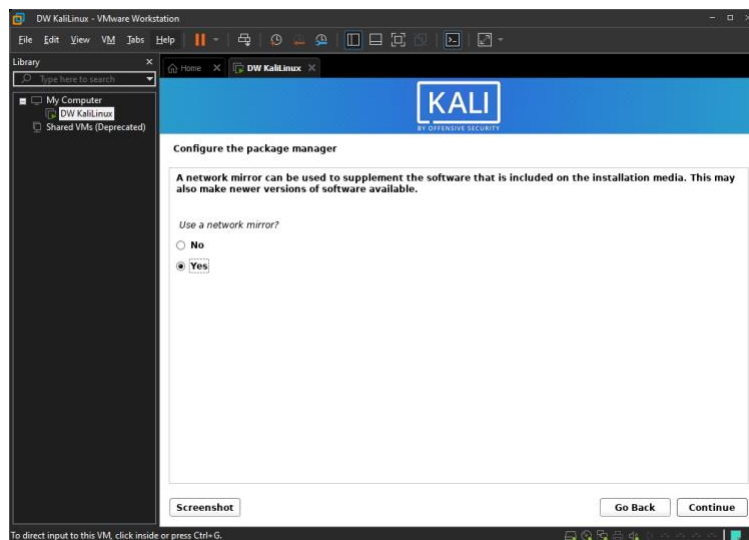 DW KaliLinux - VMware Workstation
File Edit View VM Tabs Help
Library
Type here to search
My Computer
DW KaliLinux
Shared VMs (Deprecated)
Home
DW KaliLinux
KALI
BY OFFENSIVE SECURITY
Configure the package manager
A network mirror can be used to supplement the software that is included on the installation media. This may
also make newer versions of software available.
Use a network mirror?
No
Yes
Screenshot
Go Back
Continue
To direct input to this VM, click inside or press Ctrl+G.